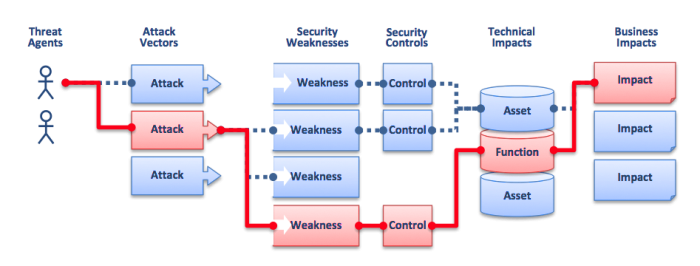 Threat
Agents
Attack
Vectors
Security
Weaknesses
Security
Controls
Technical
Impacts
Business
Impacts
Attack
Weakness
Control
Impact
Asset
Attack
Weakness
Control
Impact
Function
Attack
Weakness
Impact
Asset
Weakness
Control